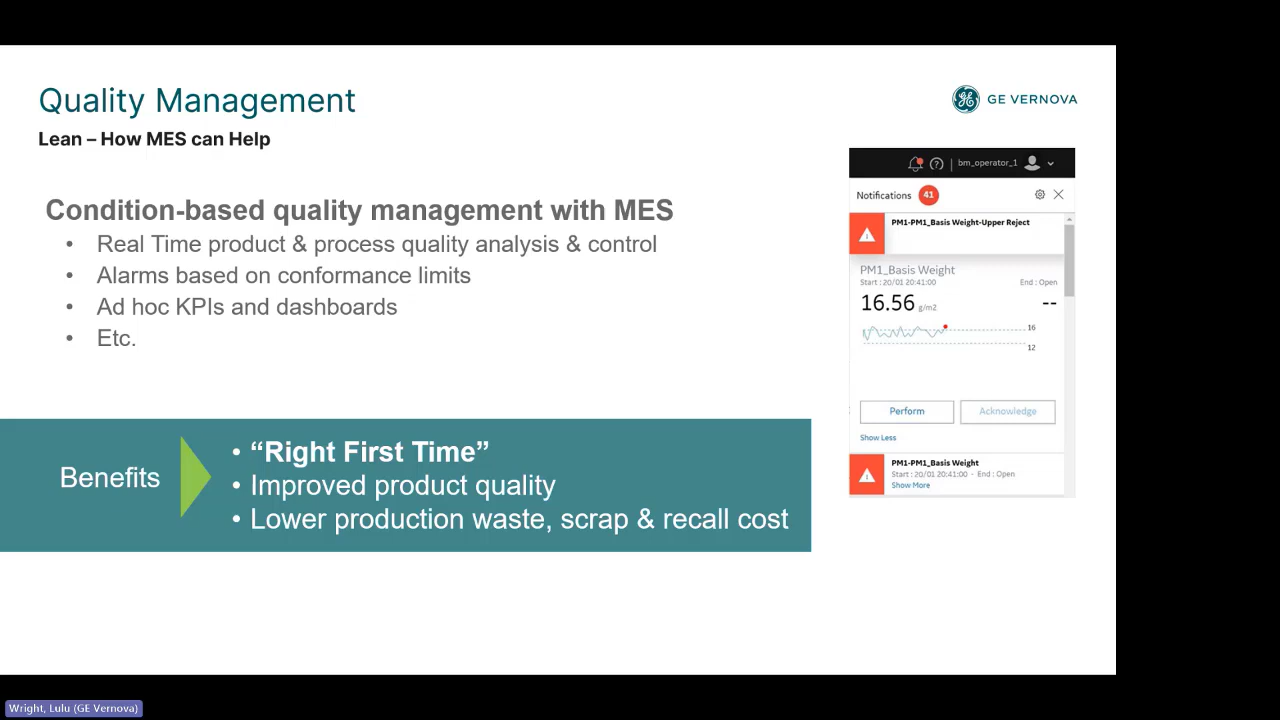 Quality Management
Lean – How MES can Help
GE VERNOVA
Condition-based quality management with MES
• Real Time product & process quality analysis & control
• Alarms based on conformance limits
• Ad hoc KPIs and dashboards
• Etc.
bm_operator_1
Notifications 41
PM1-PM1_Basis Weight-Upper Reject
PM1_Basis Weight
Start : 20/01 20:41:00 End : Open
16.56 g/m2 --
16
12
Perform Acknowledge
Show Less
PM1-PM1_Basis Weight
Start : 20/01 20:41:00 - End : Open
Show More
Benefits
• “Right First Time”
• Improved product quality
• Lower production waste, scrap & recall cost
Wright, Lulu (GE Vernova)